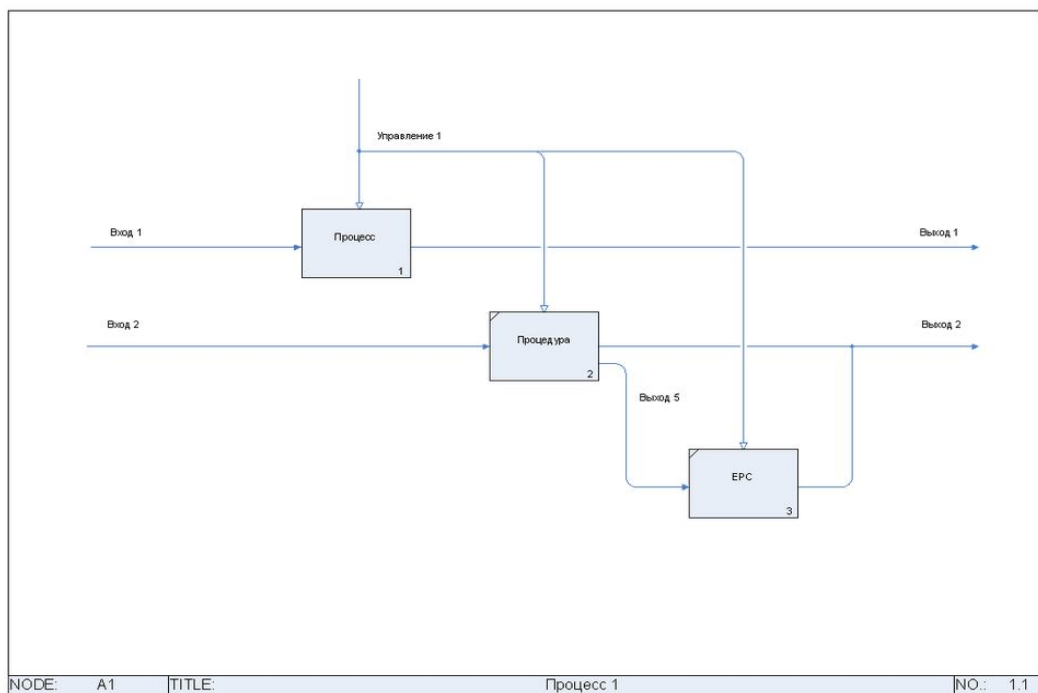 Управление 1
Вход 1
Процесс
1
Выход 1
Вход 2
Процедура
2
Выход 2
Выход 5
EPC
3
NODE: A1 TITLE: Процесс 1 NO.: 1.1